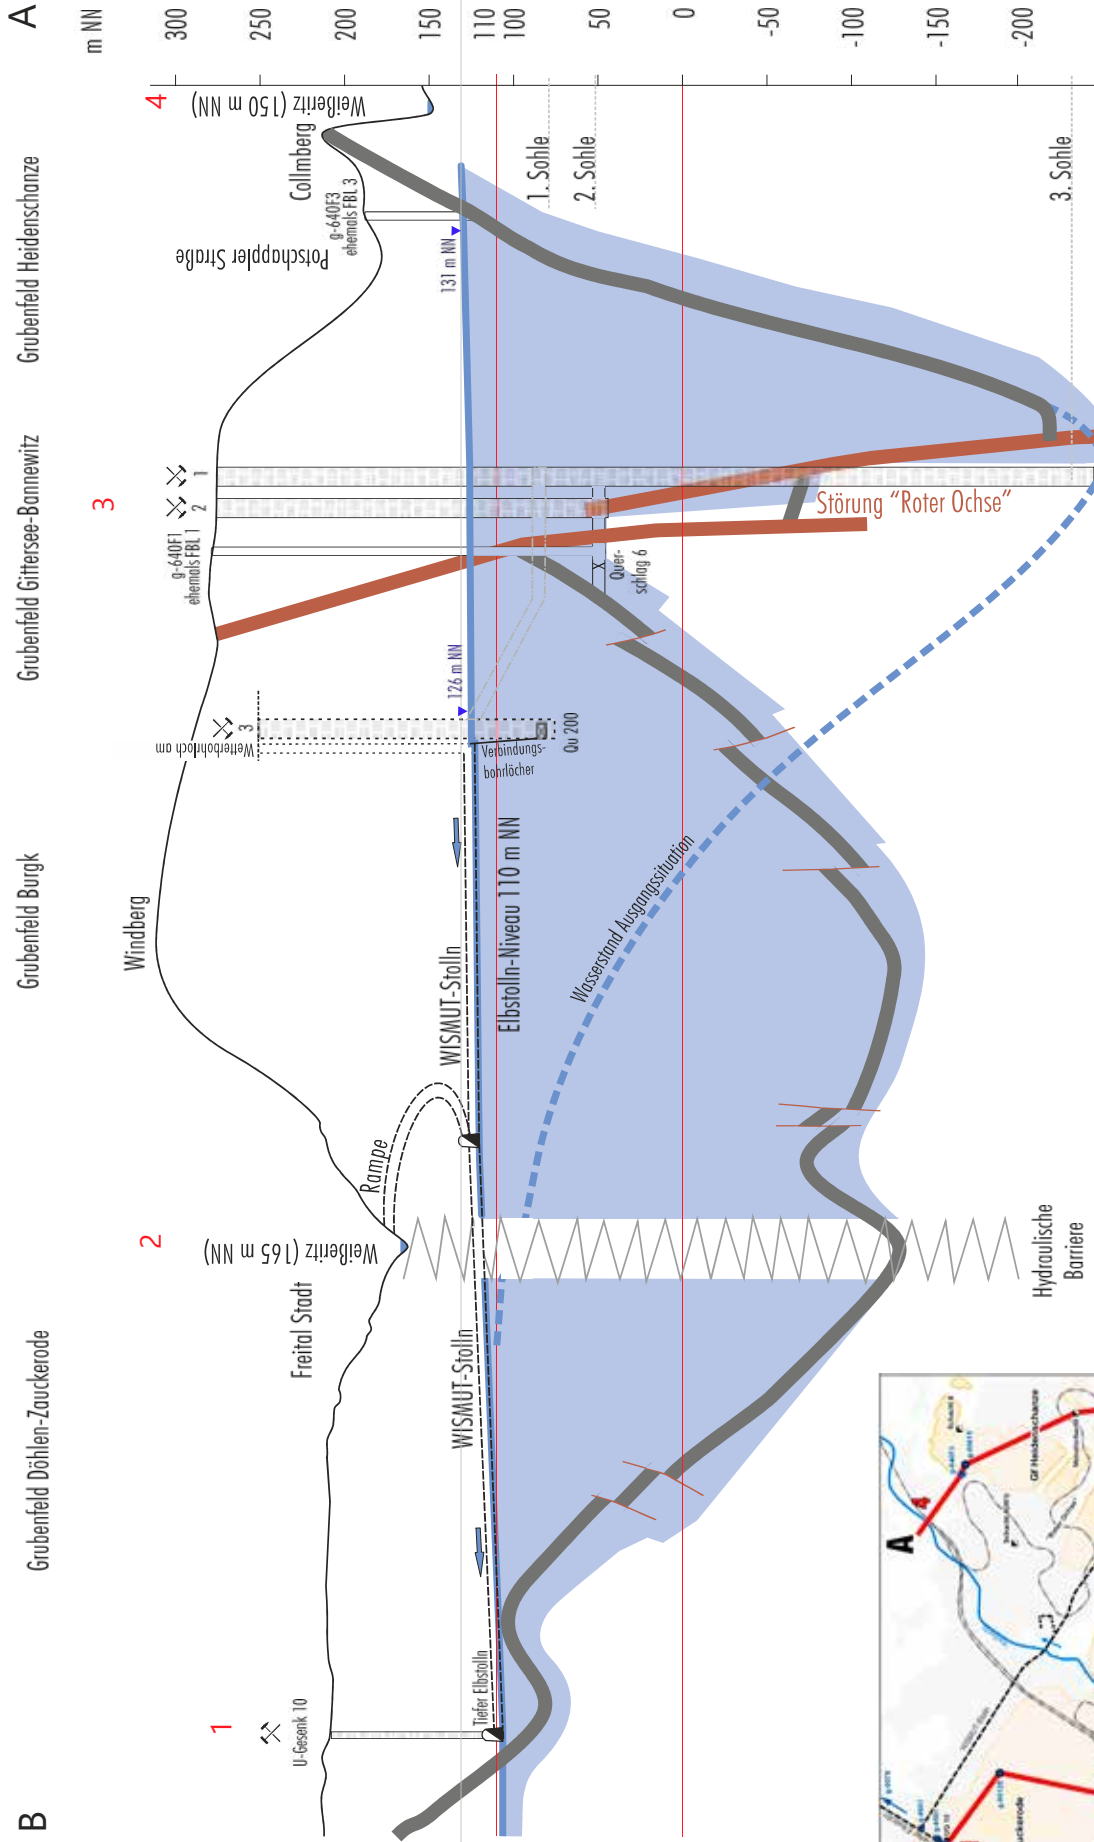 B
A
Grubenfeld Döhlen-Zauckerode
Grubenfeld Burgk
Grubenfeld Gittersee-Bannewitz
Grubenfeld Heidenschanze
m NN
300
250
200
150
110
100
50
0
-50
-100
-150
-200
1
2
3
4
U-Gesenk 10
Tiefer Elbstolln
Freital Stadt
Weißeritz (165 m NN)
Rampe
WISMUT-Stolln
WISMUT-Stolln
Elbstolln-Niveau 110 m NN
Windberg
Wetterbohrloch am
3
126 m NN
Verbindungs-
bohrlöcher
Qu 200
g-640F1
ehemals FBL 1
2
1
Quer-
schlag 6
Störung "Roter Ochse"
Wasserstand Ausgangssituation
Hydraulische
Barriere
Potschappler Straße
g-640F3
ehemals FBL 3
131 m NN
Collmberg
Weißeritz (150 m NN)
1. Sohle
2. Sohle
3. Sohle
A
4
Gf Heidenschanze
ckerode